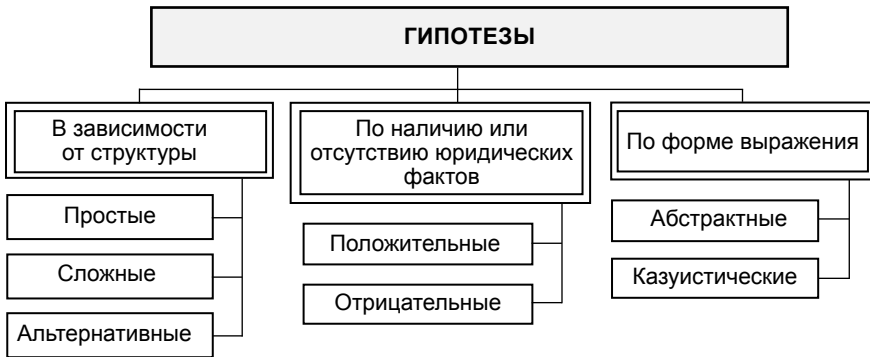 ГИПОТЕЗЫ
В зависимости
от структуры
Простые
Сложные
Альтернативные
По наличию или
отсутствию юридических
фактов
Положительные
Отрицательные
По форме выражения
Абстрактные
Казуистические